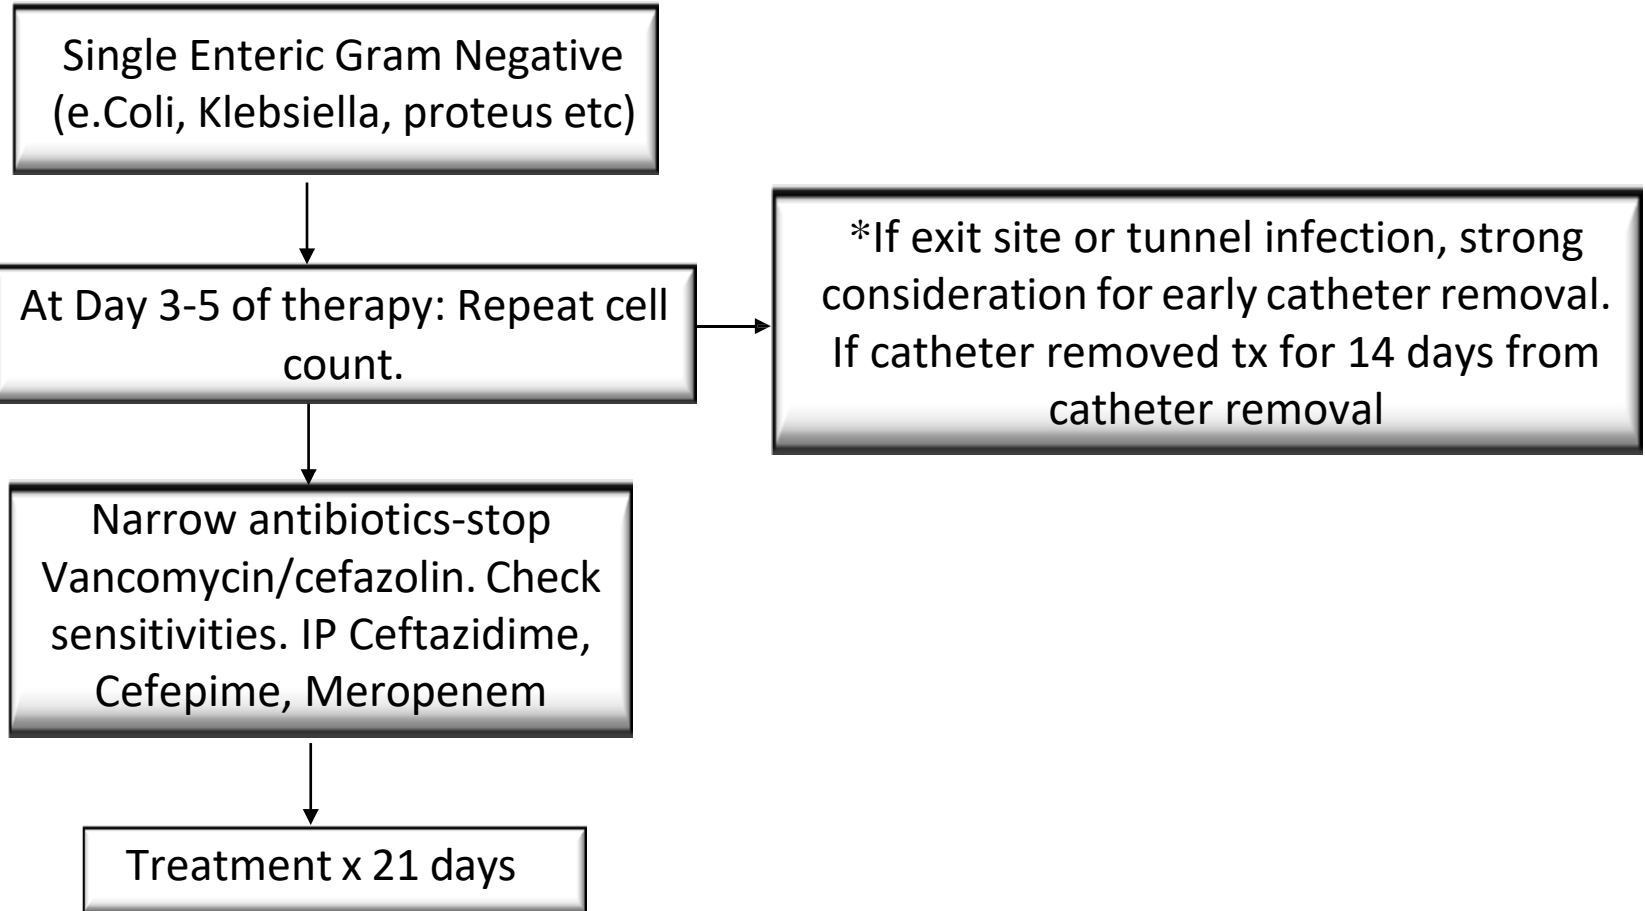 Single Enteric Gram Negative
(e.Coli, Klebsiella, proteus etc)
At Day 3-5 of therapy: Repeat cell
count.
*If exit site or tunnel infection, strong
consideration for early catheter removal.
If catheter removed tx for 14 days from
catheter removal
Narrow antibiotics-stop
Vancomycin/cefazolin. Check
sensitivities. IP Ceftazidime,
Cefepime, Meropenem
Treatment x 21 days